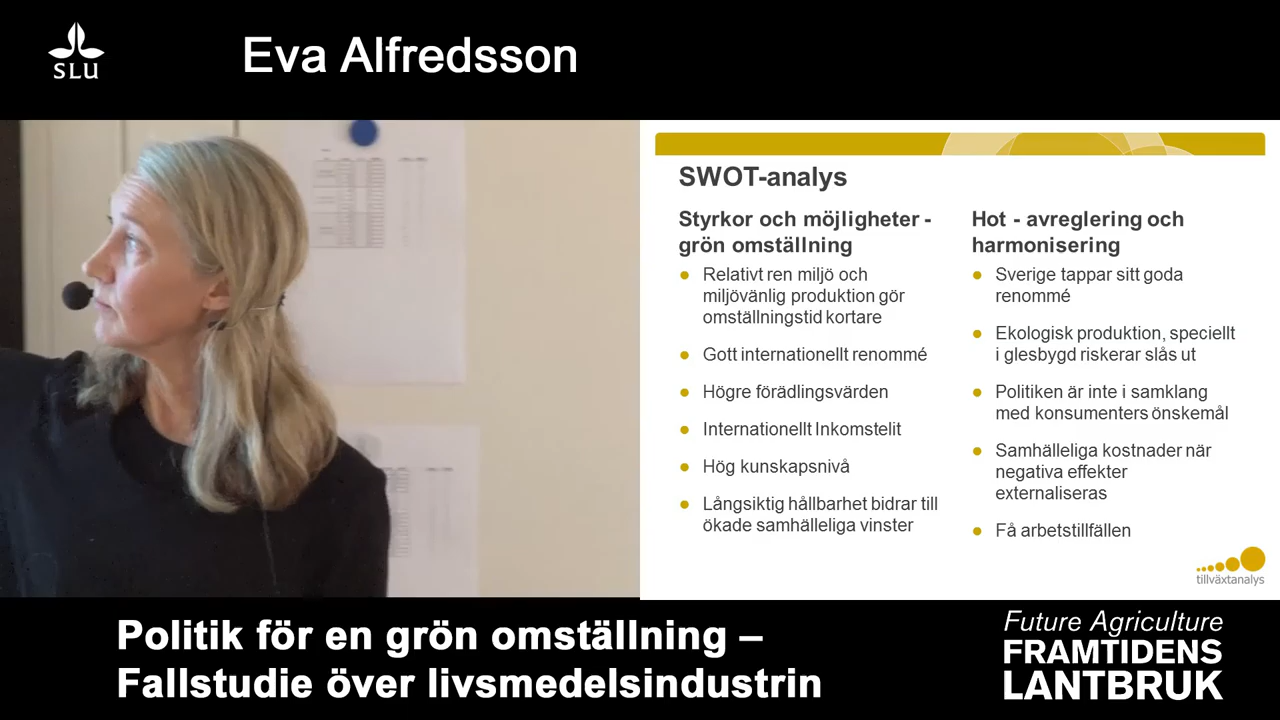 SLU
Eva Alfredsson
SWOT-analys
Styrkor och möjligheter -
grön omställning
Relativt ren miljö och
miljövänlig produktion gör
omställningstid kortare
Gott internationellt renommé
Högre förädlingsvärden
Internationellt Inkomstelit
Hög kunskapsnivå
Långsiktig hållbarhet bidrar till
ökade samhälleliga vinster
Hot - avreglering och
harmonisering
Sverige tappar sitt goda
renommé
Ekologisk produktion, speciellt
i glesbygd riskerar slås ut
Politiken är inte i samklang
med konsumenters önskemål
Samhälleliga kostnader när
negativa effekter
externaliseras
Få arbetstillfällen
tillväxtanalys
Politik för en grön omställning –
Fallstudie över livsmedelsindustrin
Future Agriculture
FRAMTIDENS
LANTBRUK